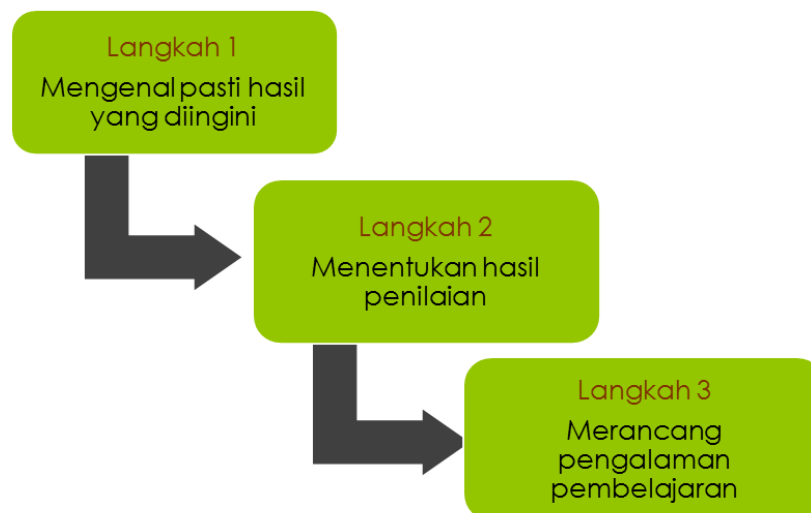 Langkah 1
Mengenal pasti hasil
yang diingini
Langkah 2
Menentukan hasil
penilaian
Langkah 3
Merancang
pengalaman
pembelajaran